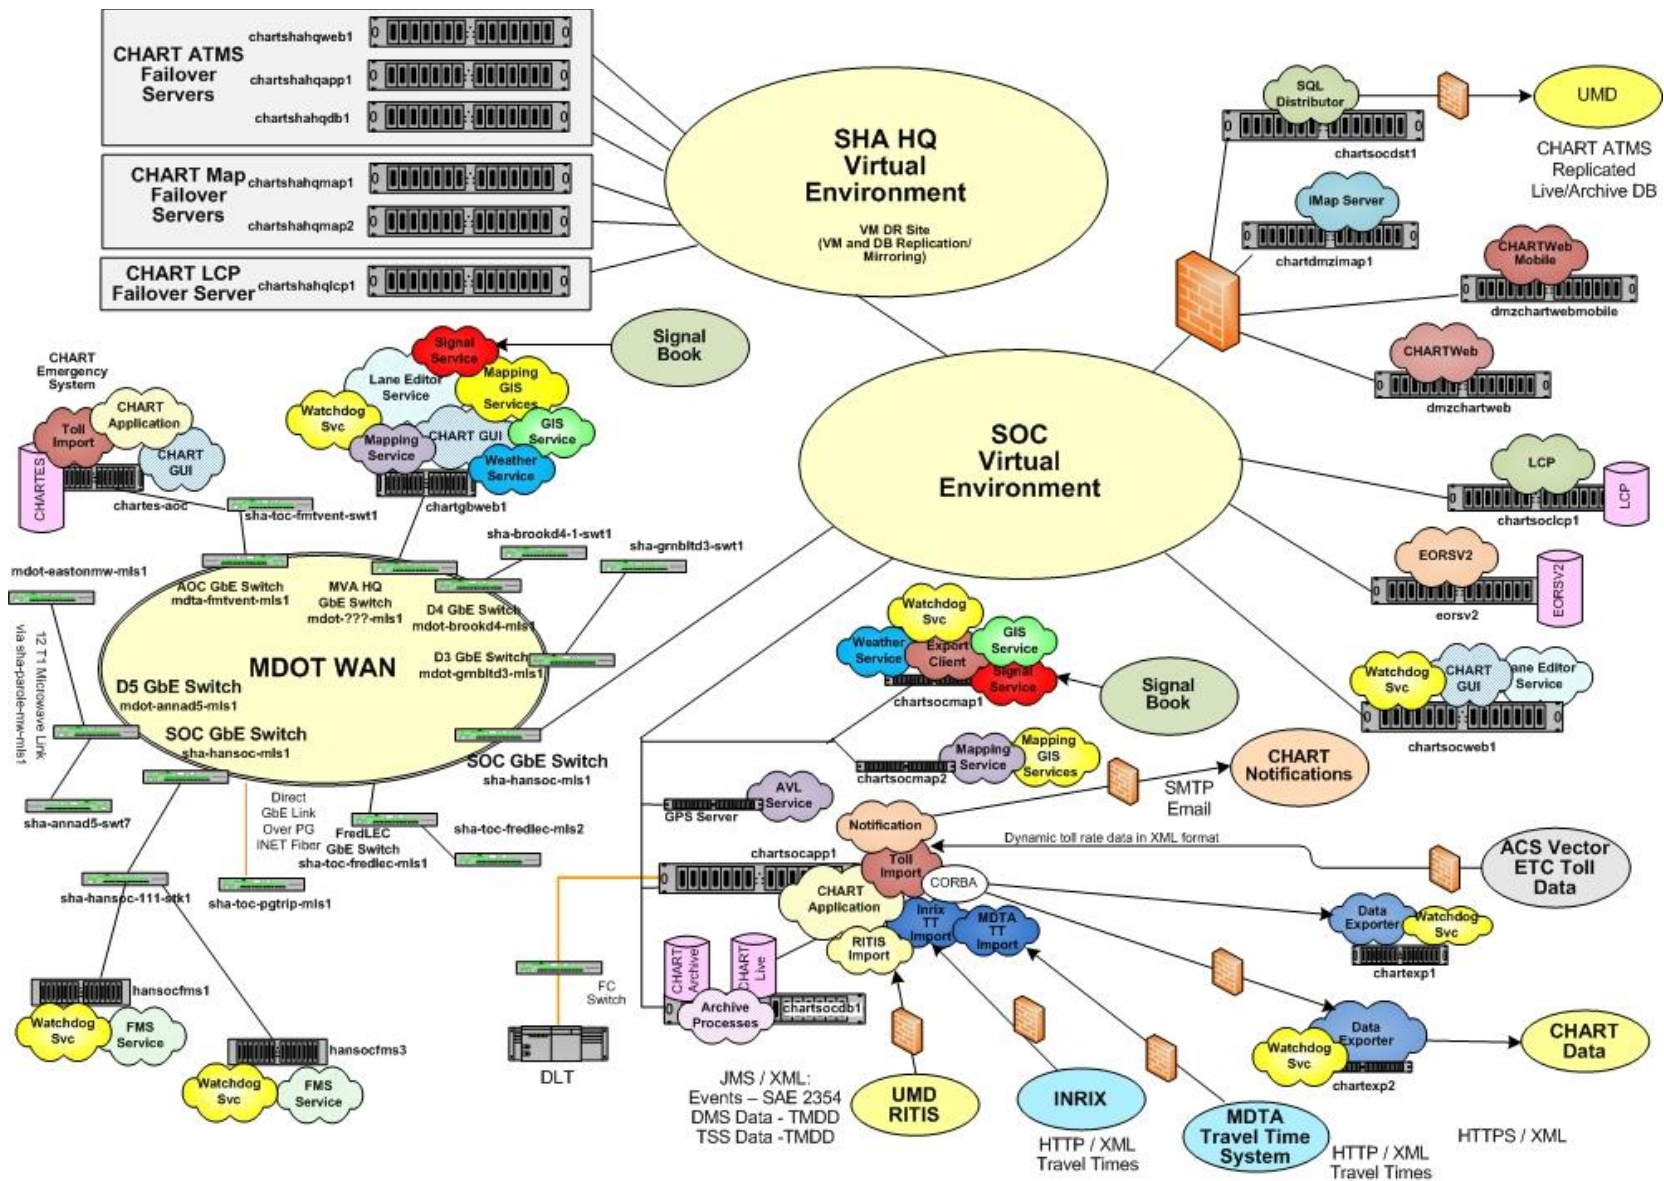 CHART ATMS
Failover
Servers
chartshahqweb1
chartshahqapp1
chartshahqdb1
CHART Map
Failover
Servers
chartshahqmap1
chartshahqmap2
CHART LCP
Failover Server
chartshahqlcp1
SHA HQ
Virtual
Environment
VM DR Site
(VM and DB Replication/
Mirroring)
SQL
Distributor
chartsocdst1
UMD
CHART ATMS
Replicated
Live/Archive DB
iMap Server
chartdmzimap1
CHARTWeb
Mobile
dmzchartwebmobile
CHARTWeb
dmzchartweb
SOC
Virtual
Environment
LCP
LCP
chartsoclcp1
EORSV2
EORSV2
eorsv2
Watchdog
Svc
CHART
GUI
ane Editor
Service
chartsocweb1
CHART
Emergency
System
Toll
Import
CHART
Application
CHART
GUI
CHARTES
chartes-aoc
Signal
Service
Signal
Book
Lane Editor
Service
Mapping
GIS
Services
Watchdog
Svc
Mapping
Service
CHART GUI
GIS
Service
Weather
Service
chartgbweb1
sha-toc-fmtvent-swt1
sha-brookd4-1-swt1
sha-grnbltd3-swt1
mdot-eastonmw-mls1
AOC GbE Switch
mdta-fmtvent-mls1
MVA HQ
GbE Switch
mdot-???-mls1
D4 GbE Switch
mdot-brookd4-mls1
D3 GbE Switch
mdot-grnbltd3-mls1
MDOT WAN
12 T1 Microwave Link
via sha-parole-mw-mls1
D5 GbE Switch
mdot-annad5-mls1
SOC GbE Switch
sha-hansoc-mls1
SOC GbE Switch
sha-hansoc-mls1
sha-annad5-swt7
Direct
GbE Link
Over PG
INET Fiber
FredLEC
GbE Switch
sha-toc-fredlec-mls1
sha-toc-fredlec-mls2
sha-hansoc-111-stk1
sha-toc-pgtrip-mls1
hansocfms1
Watchdog
Svc
FMS
Service
hansocfms3
Watchdog
Svc
FMS
Service
Watchdog
Svc
Weather
Service
Export
Client
GIS
Service
Signal
Service
chartsocmap1
Signal
Book
Mapping
Service
Mapping
GIS
Services
chartsocmap2
AVL
Service
GPS Server
CHART
Notifications
SMTP
Email
Notification
Dynamic toll rate data in XML format
ACS Vector
ETC Toll
Data
chartsocapp1
Toll
Import
CORBA
CHART
Application
Inrix
TT
Import
MDTA
TT
Import
RITIS
Import
Data
Exporter
Watchdog
Svc
chartexp1
CHART
Archive
CHART
Live
Archive
Processes
chartsocdb1
FC
Switch
DLT
Data
Exporter
Watchdog
Svc
chartexp2
CHART
Data
JMS / XML:
Events – SAE 2354
DMS Data - TMDD
TSS Data -TMDD
UMD
RITIS
INRIX
HTTP / XML
Travel Times
MDTA
Travel Time
System
HTTP / XML
Travel Times
HTTPS / XML